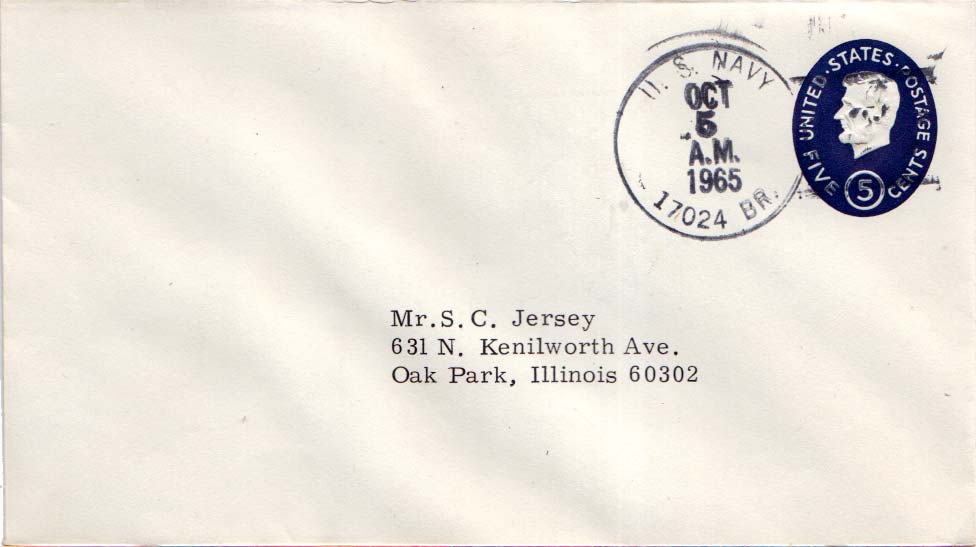 U. S. NAVY
OCT
5
A.M.
1965
17024 BR.
UNITED·STATES·POSTAGE
FIVE 5 CENTS
Mr. S. C. Jersey
631 N. Kenilworth Ave.
Oak Park, Illinois 60302